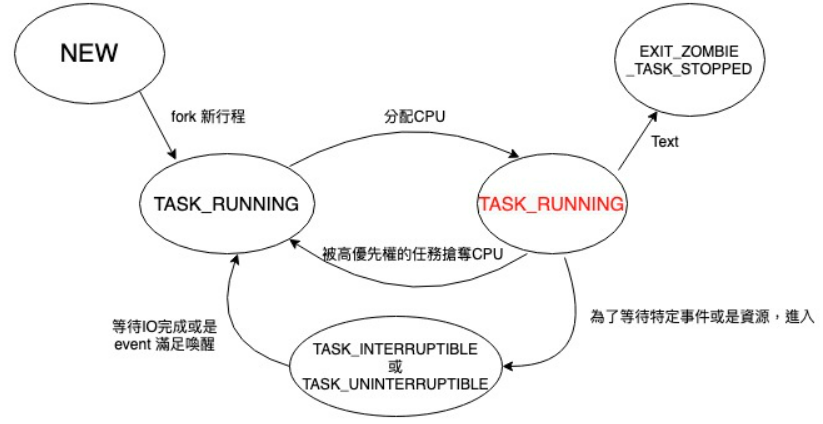 NEW
EXIT_ZOMBIE
_TASK_STOPPED
fork 新行程
分配CPU
Text
TASK_RUNNING
TASK_RUNNING
被高優先權的任務搶奪CPU
等待IO完成或是
event 滿足喚醒
為了等待特定事件或是資源，進入
TASK_INTERRUPTIBLE
或
TASK_UNINTERRUPTIBLE